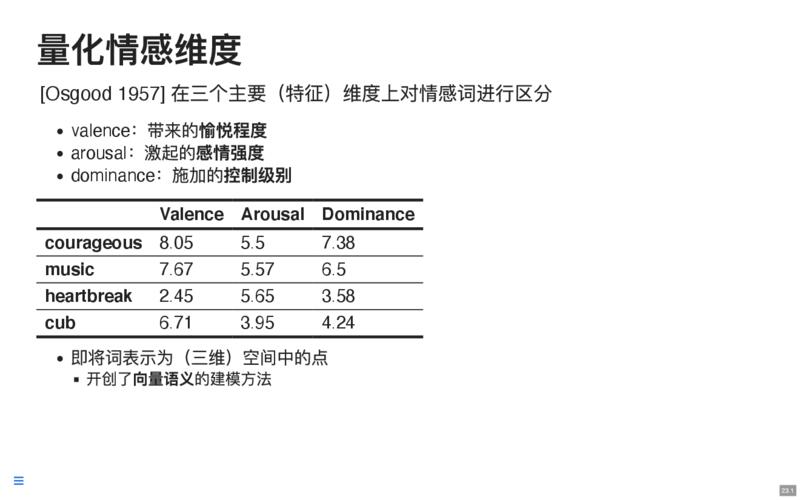 量化情感维度
[Osgood 1957] 在三个主要（特征）维度上对情感词进行区分
• valence：带来的愉悦程度
• arousal：激起的感情强度
• dominance：施加的控制级别
Valence Arousal Dominance
courageous 8.05 5.5 7.38
music 7.67 5.57 6.5
heartbreak 2.45 5.65 3.58
cub 6.71 3.95 4.24
• 即将词表示为（三维）空间中的点
▪ 开创了向量语义的建模方法
23.1